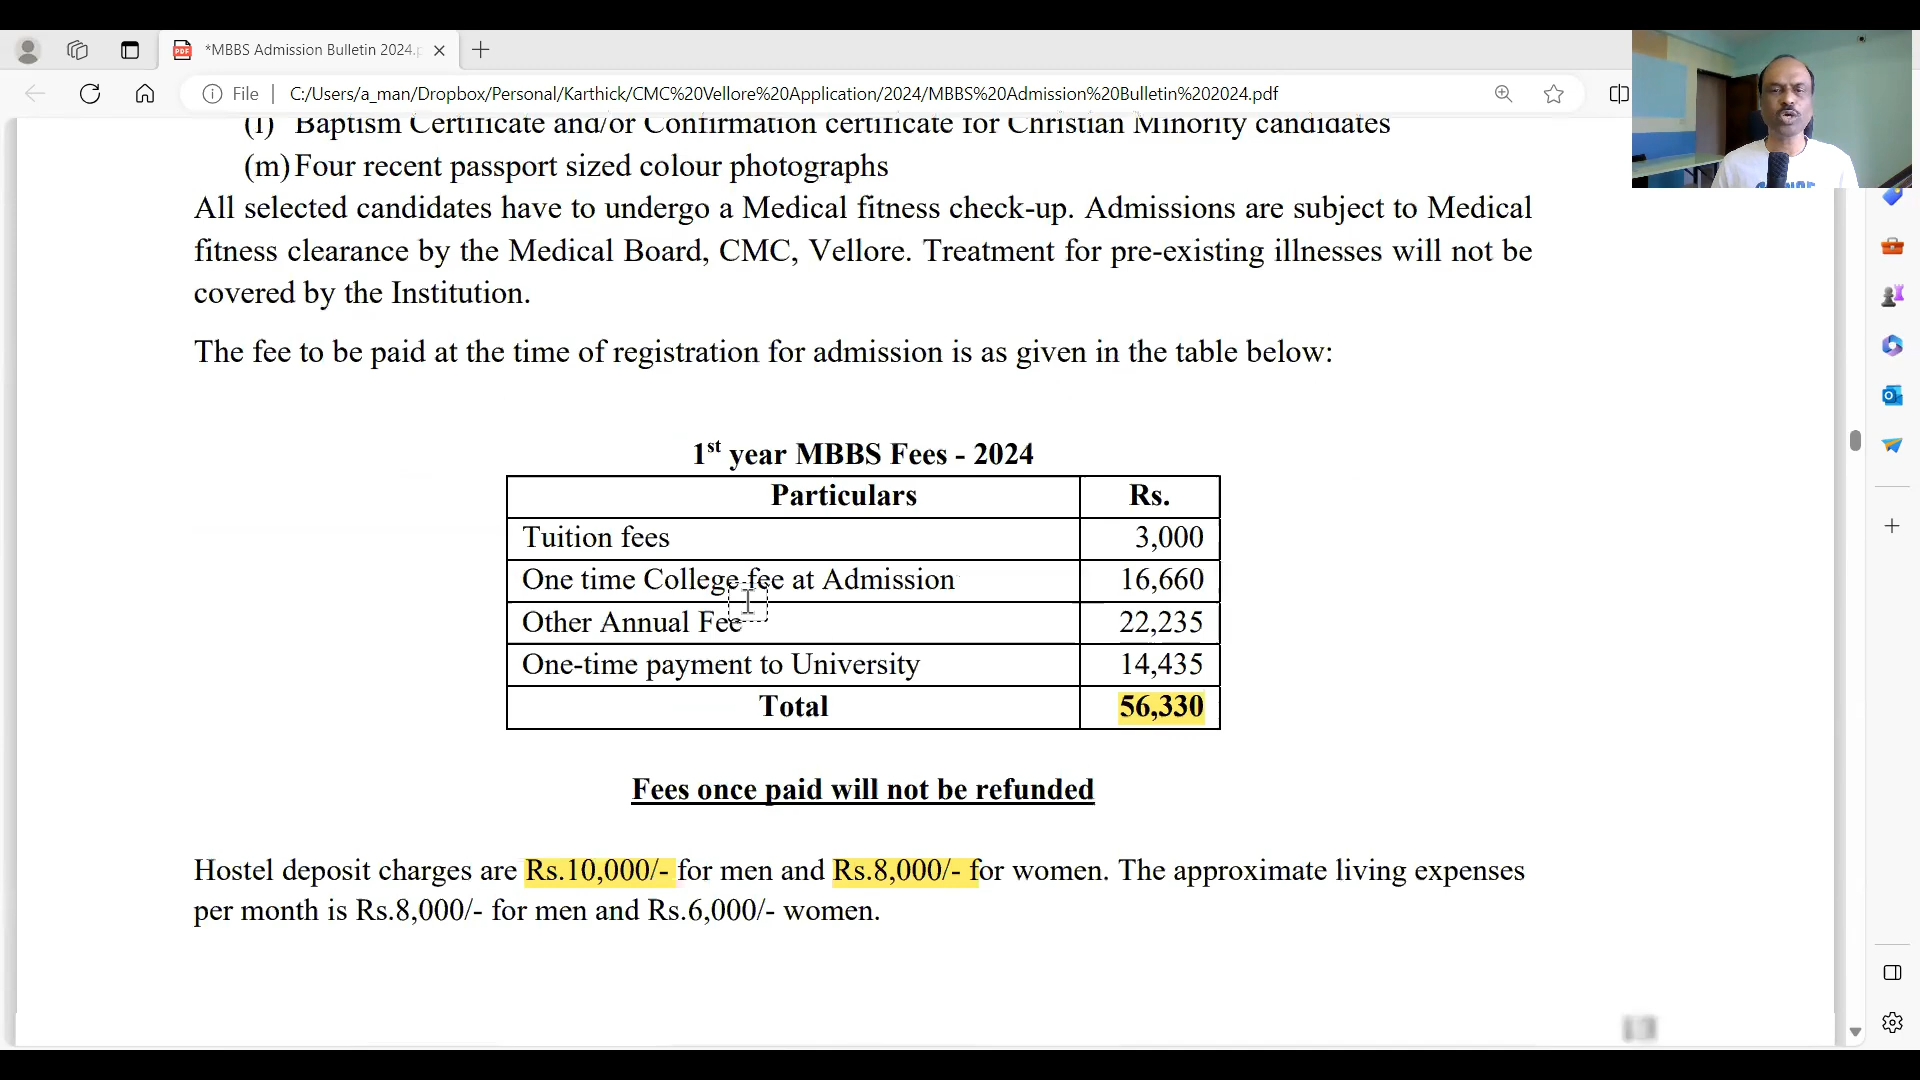 *MBBS Admission Bulletin 2024.p
File
C:/Users/a_man/Dropbox/Personal/Karthick/CMC%20Vellore%20Application/2024/MBBS%20Admission%20Bulletin%202024.pdf
(l) Baptism Certificate and/or Confirmation certificate for Christian Minority candidates
(m) Four recent passport sized colour photographs
All selected candidates have to undergo a Medical fitness check-up. Admissions are subject to Medical
fitness clearance by the Medical Board, CMC, Vellore. Treatment for pre-existing illnesses will not be
covered by the Institution.
The fee to be paid at the time of registration for admission is as given in the table below:
1st year MBBS Fees - 2024
Particulars Rs.
Tuition fees 3,000
One time College fee at Admission 16,660
Other Annual Fee 22,235
One-time payment to University 14,435
Total 56,330
Fees once paid will not be refunded
Hostel deposit charges are Rs.10,000/- for men and Rs.8,000/- for women. The approximate living expenses
per month is Rs.8,000/- for men and Rs.6,000/- women.